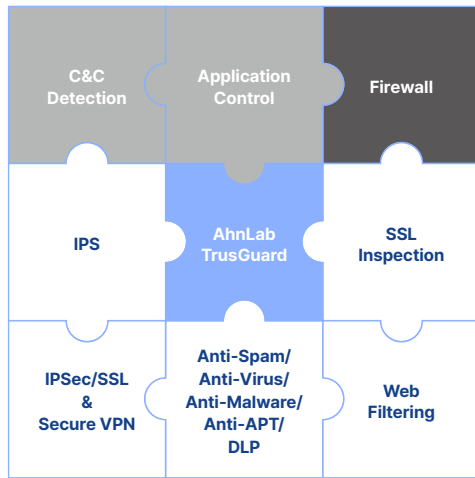 C&C
Detection
Application
Control
Firewall
IPS
AhnLab
TrusGuard
SSL
Inspection
IPSec/SSL
&
Secure VPN
Anti-Spam/
Anti-Virus/
Anti-Malware/
Anti-APT/
DLP
Web
Filtering